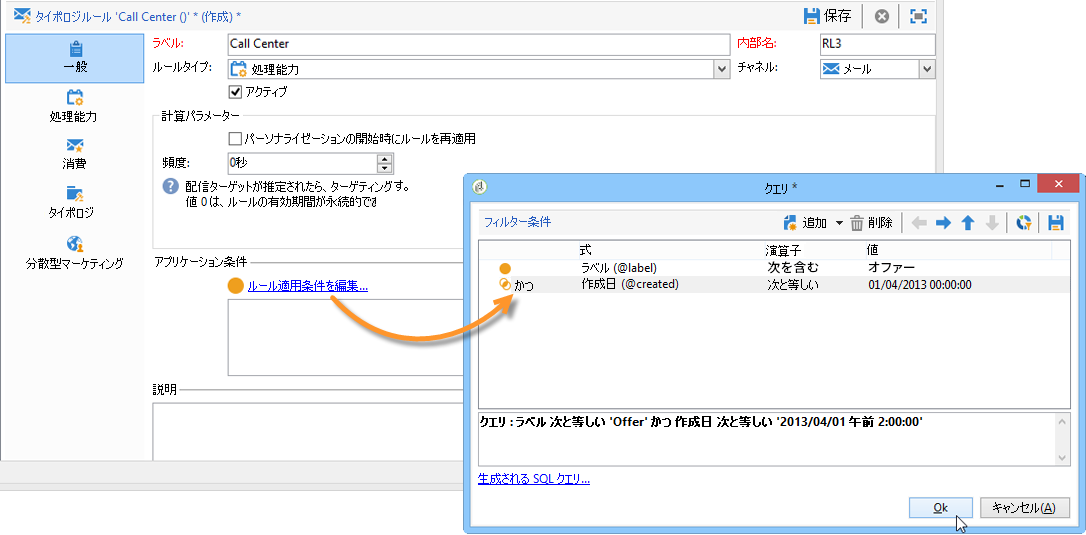 タイポロジルール 'Call Center ()' * (作成) *
保存
一般
処理能力
消費
タイポロジ
分散型マーケティング
ラベル:
Call Center
内部名:
RL3
ルールタイプ:
処理能力
チャネル:
メール
アクティブ
計算パラメーター
パーソナライゼーションの開始時にルールを再適用
頻度:
0秒
配信ターゲットが推定されたら、ターゲティングす。
値 0 は、ルールの有効期間が永続的で
アプリケーション条件
ルール適用条件を編集...
説明
クエリ *
フィルター条件
追加
削除
式 演算子 値
ラベル (@label) 次を含む オファー
かつ 作成日 (@created) 次と等しい 01/04/2013 00:00:00
クエリ : ラベル 次と等しい 'Offer' かつ 作成日 次と等しい '2013/04/01 午前 2:00:00'
生成される SQL クエリ...
Ok
キャンセル(A)